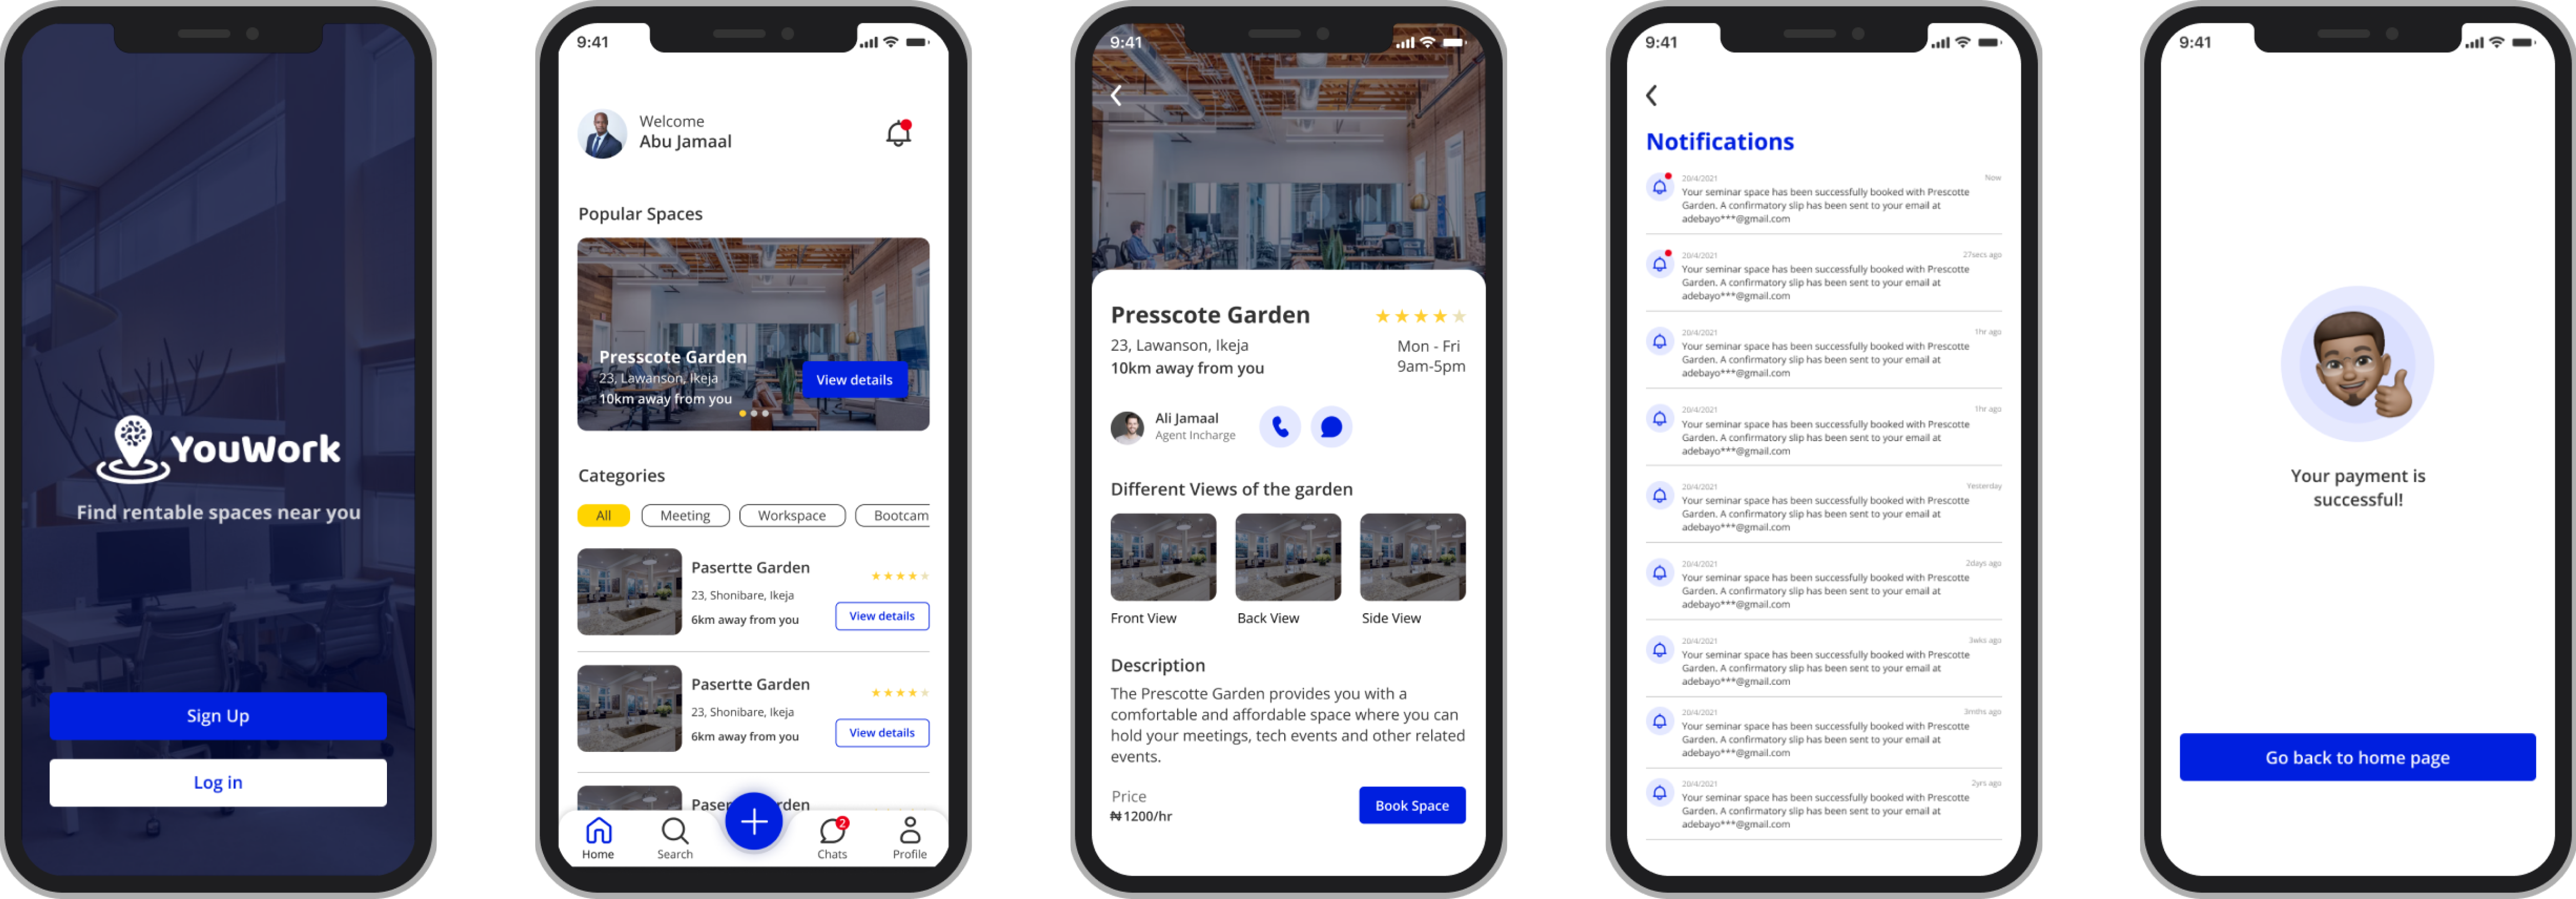 YouWork
Find rentable spaces near you
Sign Up
Log in
9:41
Welcome
Abu Jamaal
Popular Spaces
Presscote Garden
23, Lawanson, Ikeja
10km away from you
View details
Categories
All Meeting Workspace Bootcam
Pasertte Garden
23, Shonibare, Ikeja
6km away from you
View details
Pasertte Garden
23, Shonibare, Ikeja
6km away from you
View details
Paser rden
2
Home Search Chats Profile
9:41
Presscote Garden
23, Lawanson, Ikeja
10km away from you
Mon - Fri
9am-5pm
Ali Jamaal
Agent Incharge
Different Views of the garden
Front View Back View Side View
Description
The Prescotte Garden provides you with a
comfortable and affordable space where you can
hold your meetings, tech events and other related
events.
Price
₦1200/hr
Book Space
9:41
Notifications
20/4/2021 Now
Your seminar space has been successfully booked with Prescotte
Garden. A confirmatory slip has been sent to your email at
adebayo***@gmail.com
20/4/2021 27secs ago
Your seminar space has been successfully booked with Prescotte
Garden. A confirmatory slip has been sent to your email at
adebayo***@gmail.com
20/4/2021 1hr ago
Your seminar space has been successfully booked with Prescotte
Garden. A confirmatory slip has been sent to your email at
adebayo***@gmail.com
20/4/2021 1hr ago
Your seminar space has been successfully booked with Prescotte
Garden. A confirmatory slip has been sent to your email at
adebayo***@gmail.com
20/4/2021 Yesterday
Your seminar space has been successfully booked with Prescotte
Garden. A confirmatory slip has been sent to your email at
adebayo***@gmail.com
20/4/2021 2days ago
Your seminar space has been successfully booked with Prescotte
Garden. A confirmatory slip has been sent to your email at
adebayo***@gmail.com
20/4/2021 3wks ago
Your seminar space has been successfully booked with Prescotte
Garden. A confirmatory slip has been sent to your email at
adebayo***@gmail.com
20/4/2021 3mths ago
Your seminar space has been successfully booked with Prescotte
Garden. A confirmatory slip has been sent to your email at
adebayo***@gmail.com
20/4/2021 2yrs ago
Your seminar space has been successfully booked with Prescotte
Garden. A confirmatory slip has been sent to your email at
adebayo***@gmail.com
9:41
Your payment is
successful!
Go back to home page